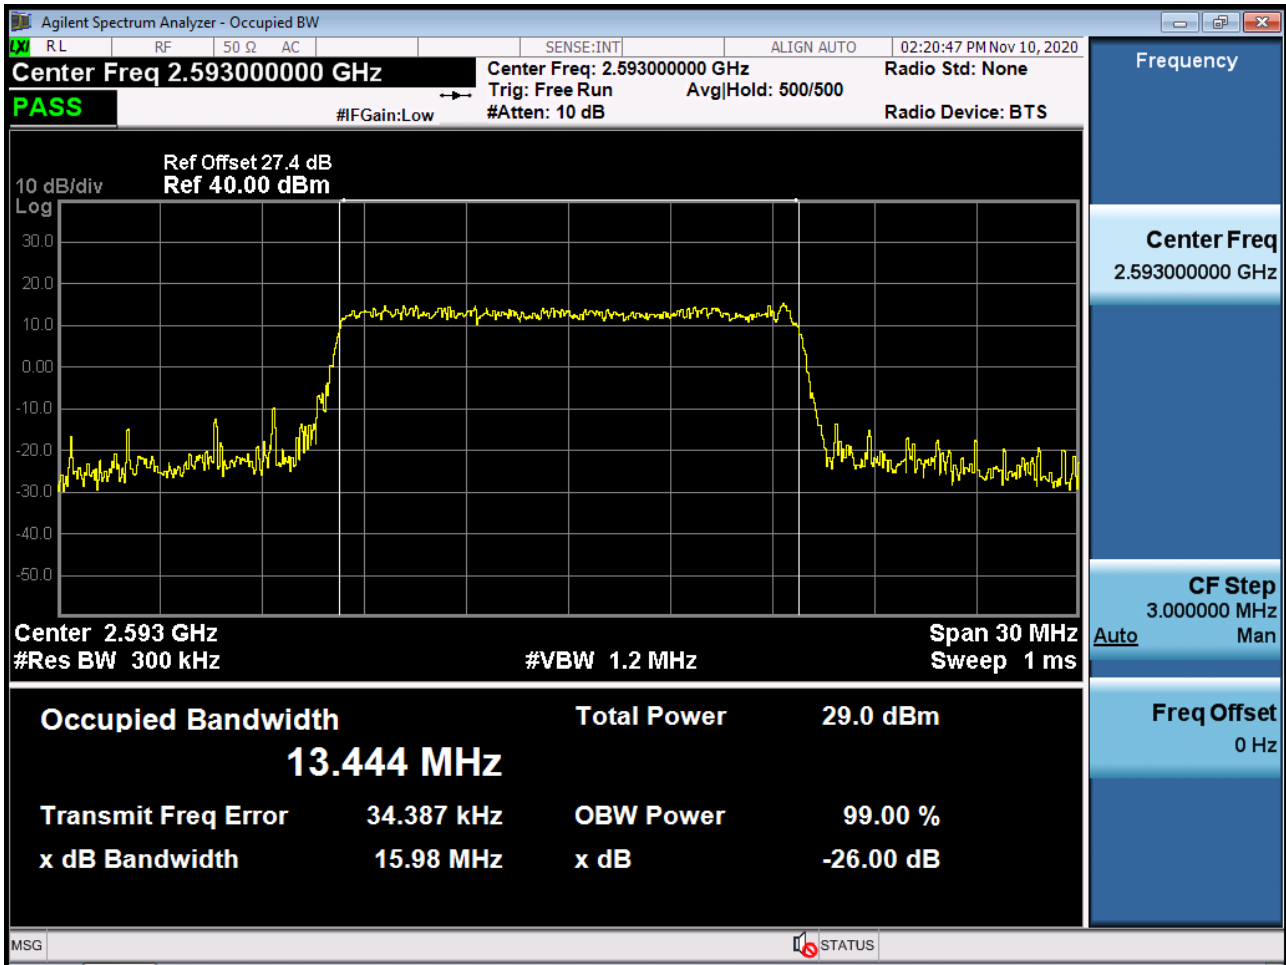 Agilent Spectrum Analyzer - Occupied BW
LXI RL RF 50 Ω AC SENSE:INT ALIGN AUTO 02:20:47 PM Nov 10, 2020
Center Freq 2.593000000 GHz
Center Freq: 2.593000000 GHz Radio Std: None
Trig: Free Run Avg|Hold: 500/500
PASS
#IFGain:Low #Atten: 10 dB Radio Device: BTS
Ref Offset 27.4 dB
10 dB/div Ref 40.00 dBm
Log
30.0
20.0
10.0
0.00
-10.0
-20.0
-30.0
-40.0
-50.0
Center 2.593 GHz Span 30 MHz
#Res BW 300 kHz #VBW 1.2 MHz Sweep 1 ms
Occupied Bandwidth Total Power 29.0 dBm
13.444 MHz
Transmit Freq Error 34.387 kHz OBW Power 99.00 %
x dB Bandwidth 15.98 MHz x dB -26.00 dB
Frequency
Center Freq
2.593000000 GHz
CF Step
3.000000 MHz
Auto Man
Freq Offset
0 Hz
MSG STATUS